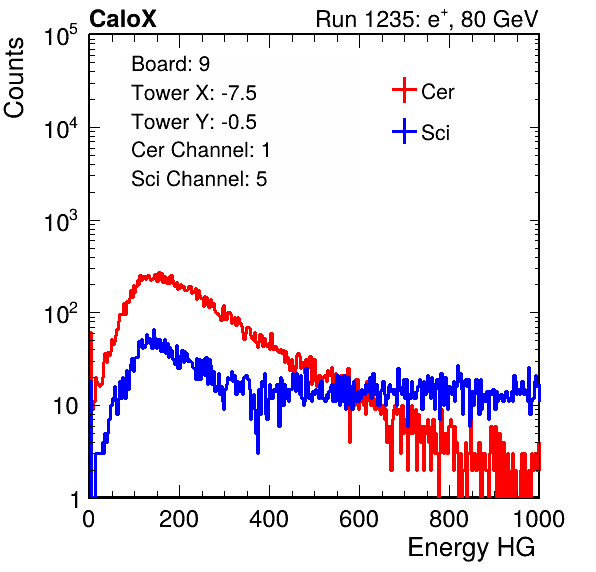 CaloX Run 1235: e⁺, 80 GeV
Counts
Board: 9
Tower X: -7.5
Tower Y: -0.5
Cer Channel: 1
Sci Channel: 5
Cer
Sci
10⁵
10⁴
10³
10²
10
1
0 200 400 600 800 1000
Energy HG